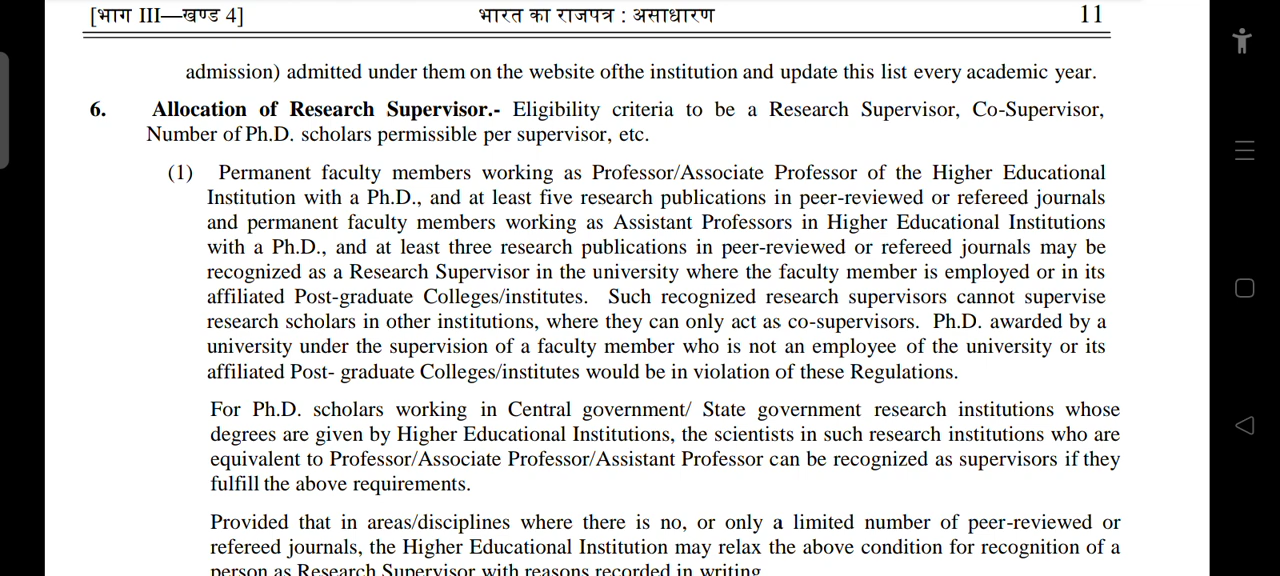 [भाग III—खण्ड 4] भारत का राजपत्र : असाधारण 11
admission) admitted under them on the website ofthe institution and update this list every academic year.
6. Allocation of Research Supervisor.- Eligibility criteria to be a Research Supervisor, Co-Supervisor,
Number of Ph.D. scholars permissible per supervisor, etc.
(1) Permanent faculty members working as Professor/Associate Professor of the Higher Educational
Institution with a Ph.D., and at least five research publications in peer-reviewed or refereed journals
and permanent faculty members working as Assistant Professors in Higher Educational Institutions
with a Ph.D., and at least three research publications in peer-reviewed or refereed journals may be
recognized as a Research Supervisor in the university where the faculty member is employed or in its
affiliated Post-graduate Colleges/institutes. Such recognized research supervisors cannot supervise
research scholars in other institutions, where they can only act as co-supervisors. Ph.D. awarded by a
university under the supervision of a faculty member who is not an employee of the university or its
affiliated Post- graduate Colleges/institutes would be in violation of these Regulations.
For Ph.D. scholars working in Central government/ State government research institutions whose
degrees are given by Higher Educational Institutions, the scientists in such research institutions who are
equivalent to Professor/Associate Professor/Assistant Professor can be recognized as supervisors if they
fulfill the above requirements.
Provided that in areas/disciplines where there is no, or only a limited number of peer-reviewed or
refereed journals, the Higher Educational Institution may relax the above condition for recognition of a
person as Research Supervisor with reasons recorded in writing